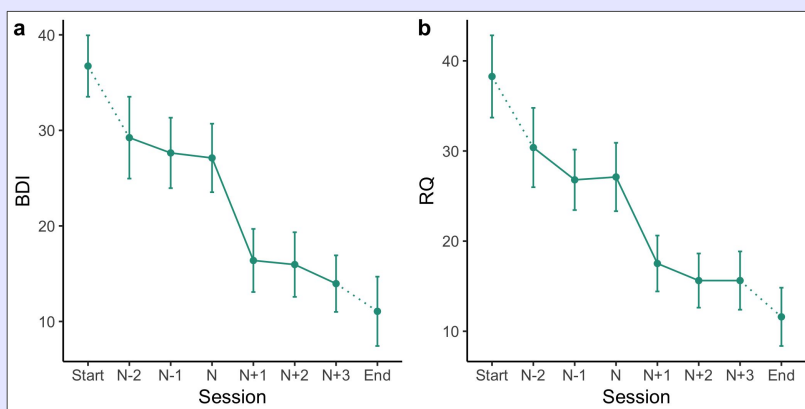 a
40
30
20
10
BDI
Start N-2 N-1 N N+1 N+2 N+3 End
Session
b
40
30
20
10
RQ
Start N-2 N-1 N N+1 N+2 N+3 End
Session